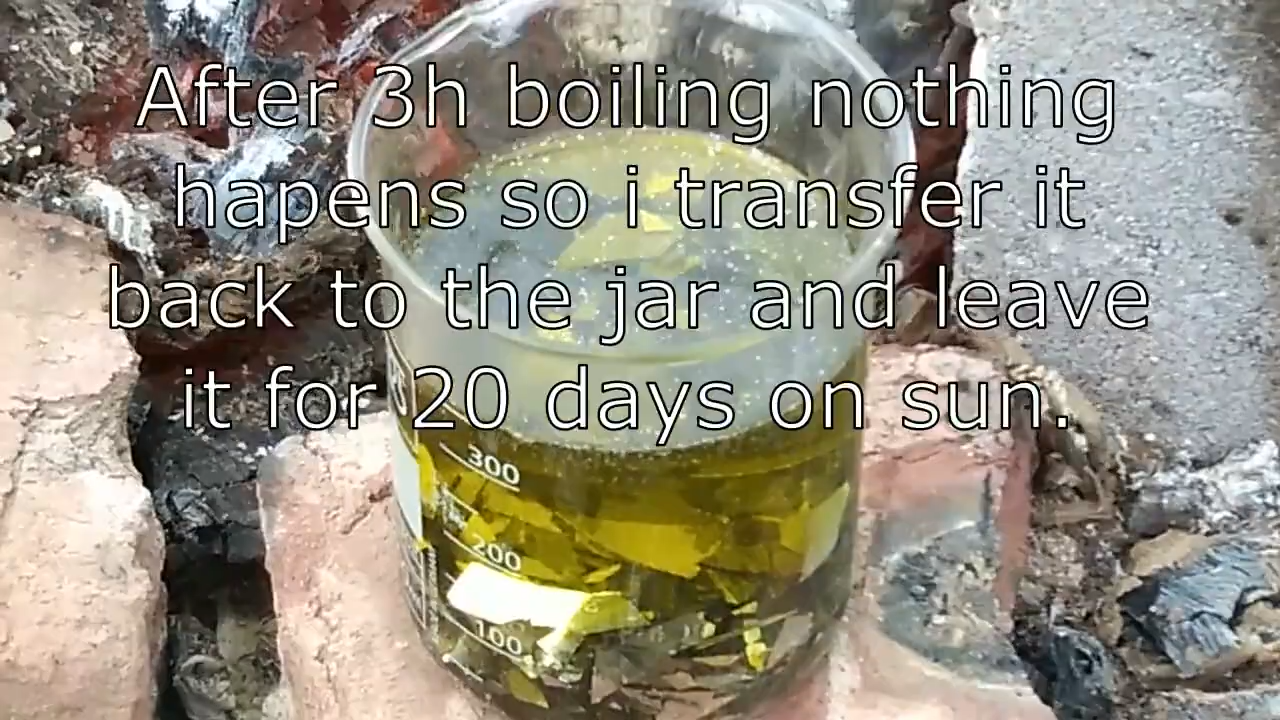 After 3h boiling nothing
hapens so i transfer it
back to the jar and leave
it for 20 days on sun.
300
200
100